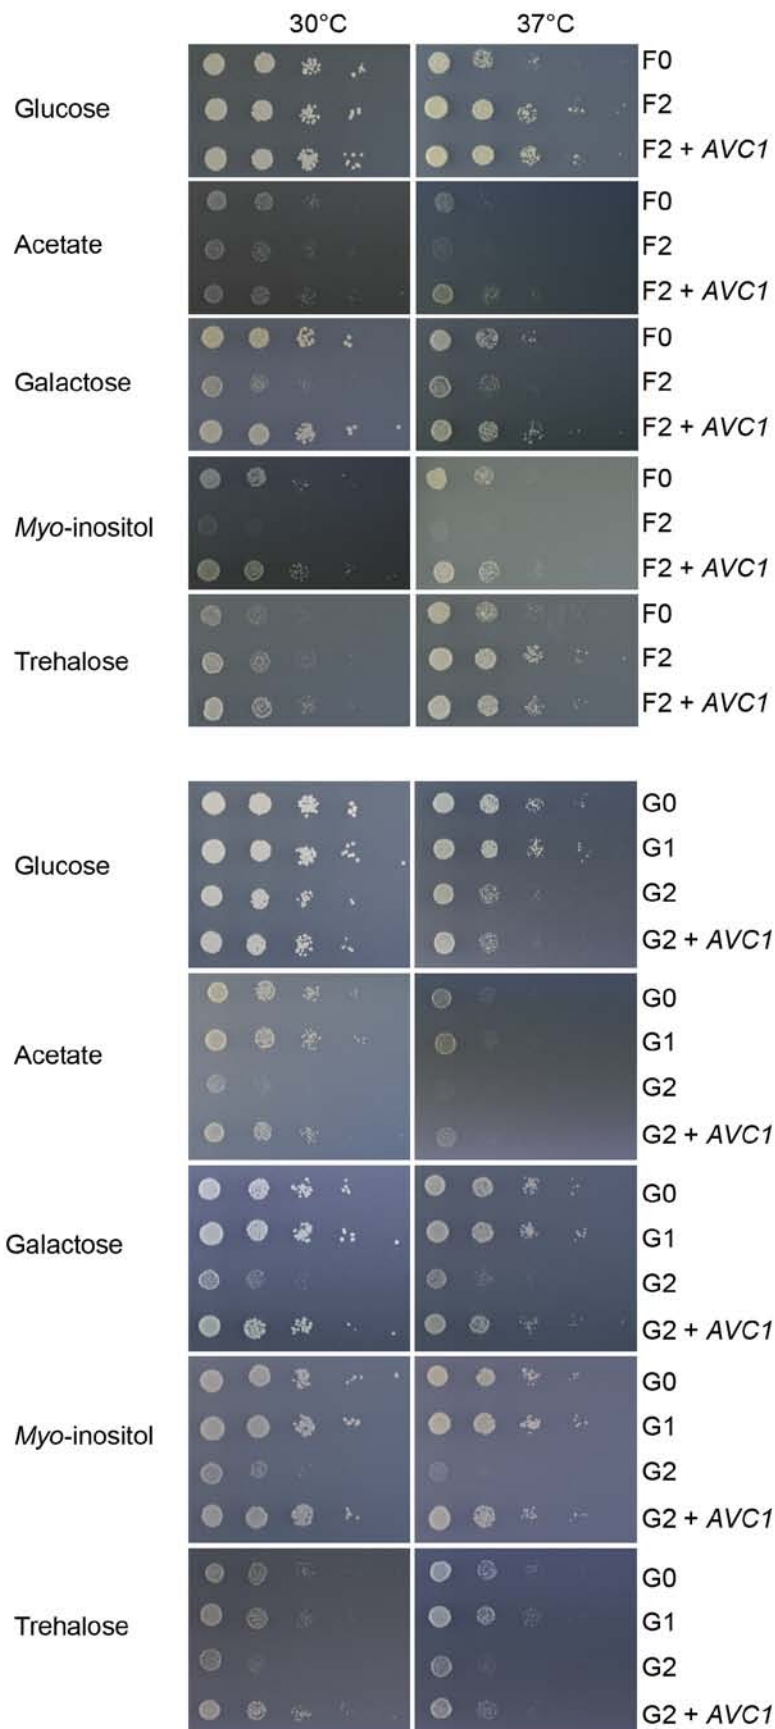 30°C 37°C
F0
Glucose F2
F2 + AVC1
F0
Acetate F2
F2 + AVC1
F0
Galactose F2
F2 + AVC1
F0
Myo-inositol F2
F2 + AVC1
F0
Trehalose F2
F2 + AVC1
G0
G1
Glucose
G2
G2 + AVC1
G0
Acetate G1
G2
G2 + AVC1
G0
Galactose G1
G2
G2 + AVC1
G0
Myo-inositol G1
G2
G2 + AVC1
G0
Trehalose G1
G2
G2 + AVC1